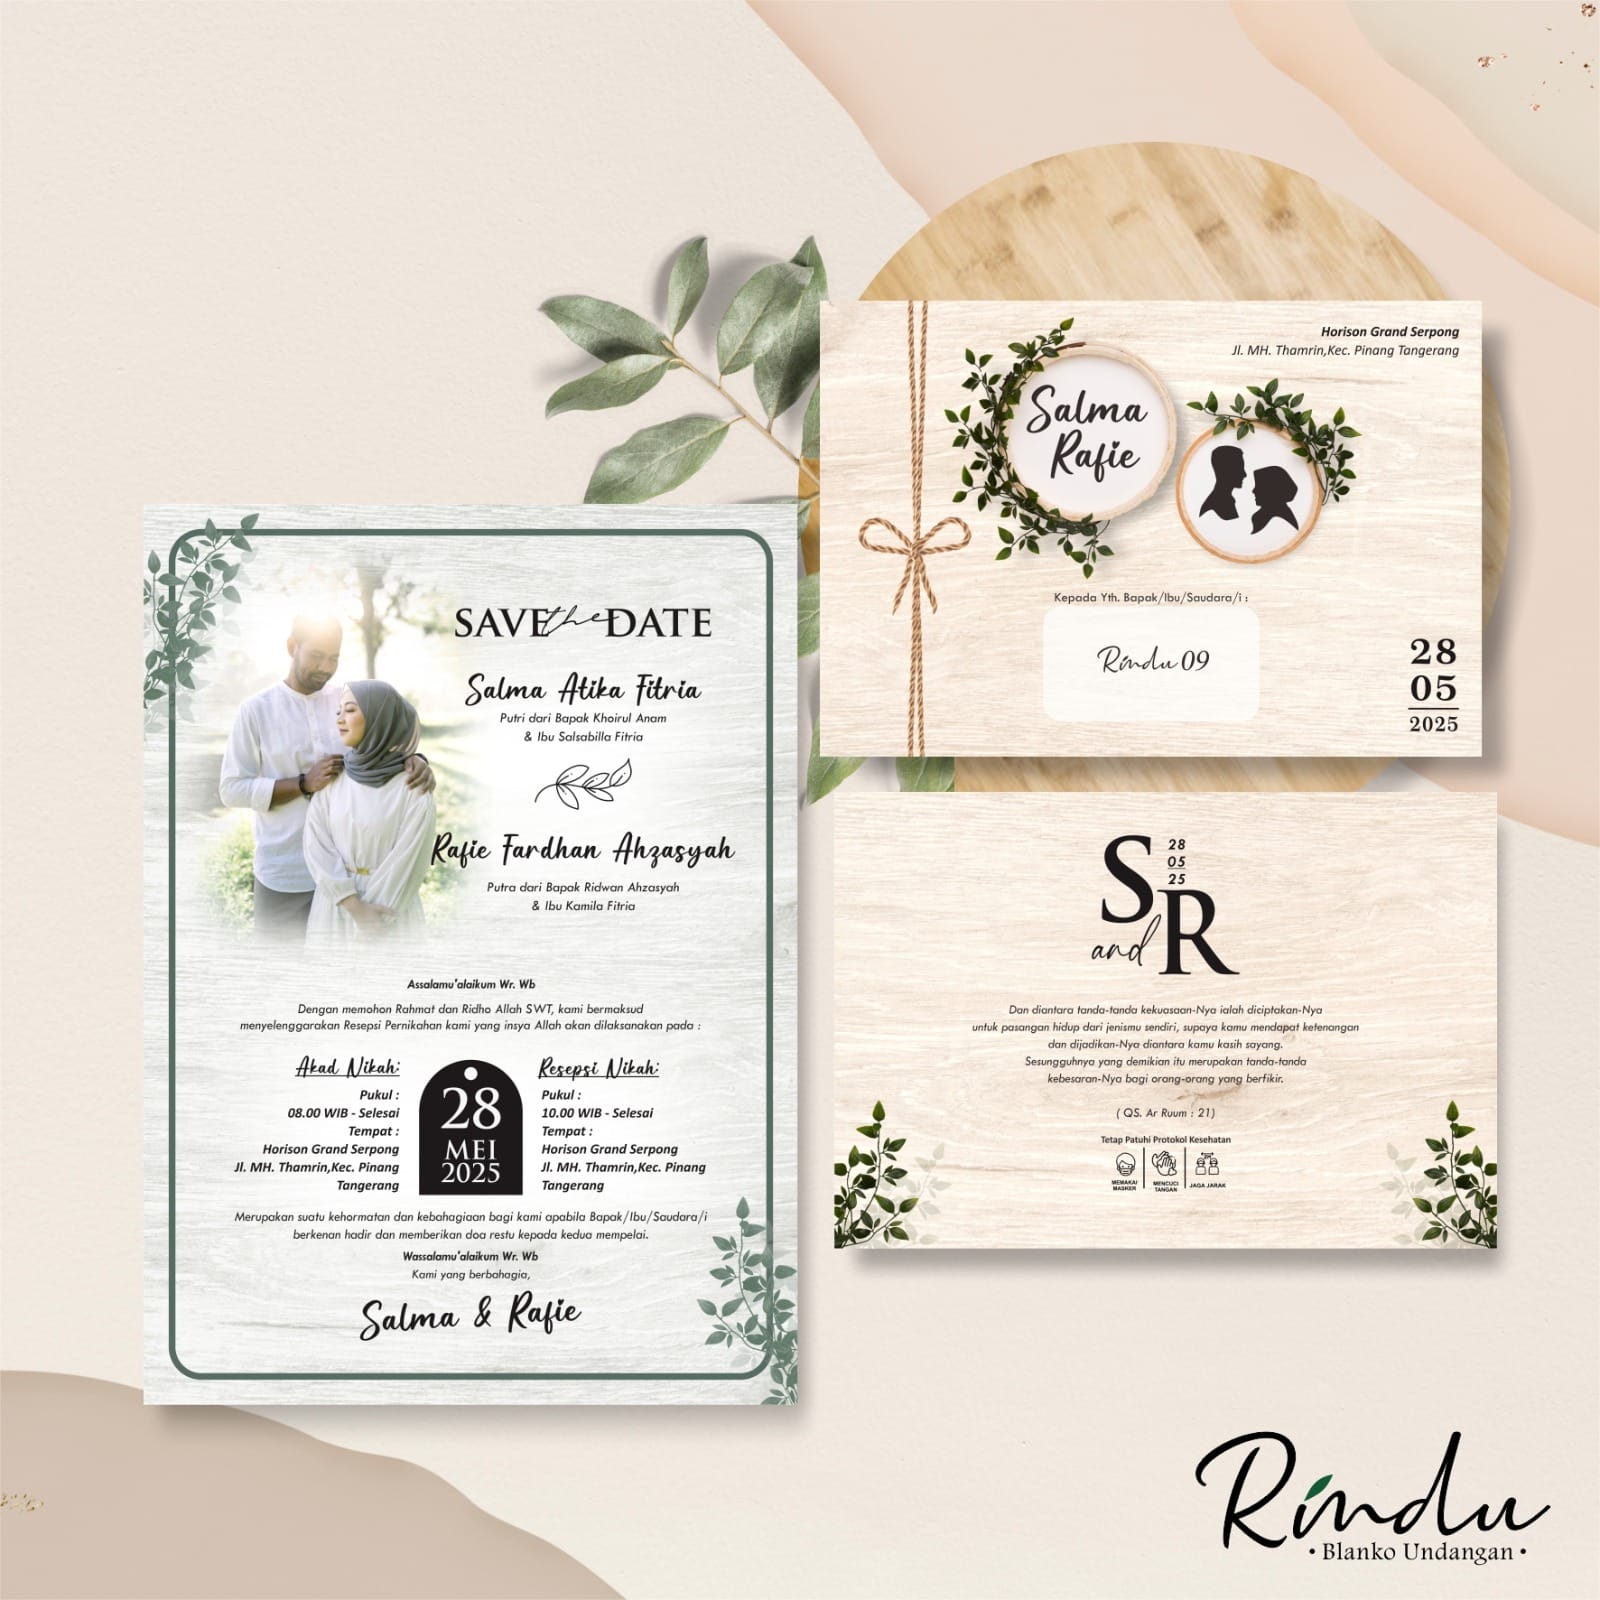 SAVE the DATE
Salma Atika Fitria
Putri dari Bapak Khoirul Anam
& Ibu Salsabilla Fitria
Rafie Fardhan Ahzasyah
Putra dari Bapak Ridwan Ahzasyah
& Ibu Kamila Fitria
Assalamu'alaikum Wr. Wb
Dengan memohon Rahmat dan Ridho Allah SWT, kami bermaksud
menyelenggarakan Resepsi Pernikahan kami yang insya Allah akan dilaksanakan pada :
Akad Nikah:
Pukul :
08.00 WIB - Selesai
Tempat :
Horison Grand Serpong
Jl. MH. Thamrin,Kec. Pinang
Tangerang
28
MEI
2025
Resepsi Nikah:
Pukul :
10.00 WIB - Selesai
Tempat :
Horison Grand Serpong
Jl. MH. Thamrin,Kec. Pinang
Tangerang
Merupakan suatu kehormatan dan kebahagiaan bagi kami apabila Bapak/Ibu/Saudara/i
berkenan hadir dan memberikan doa restu kepada kedua mempelai.
Wassalamu'alaikum Wr. Wb
Kami yang berbahagia,
Salma & Rafie
Horison Grand Serpong
Jl. MH. Thamrin,Kec. Pinang Tangerang
Salma
Rafie
Kepada Yth. Bapak/Ibu/Saudara/i :
Rindu 09
28
05
2025
S
28
05
25
and R
Dan diantara tanda-tanda kekuasaan-Nya ialah diciptakan-Nya
untuk pasangan hidup dari jenismu sendiri, supaya kamu mendapat ketenangan
dan dijadikan-Nya diantara kamu kasih sayang.
Sesungguhnya yang demikian itu merupakan tanda-tanda
kebesaran-Nya bagi orang-orang yang berfikir.
( QS. Ar Ruum : 21)
Tetap Patuhi Protokol Kesehatan
MEMAKAI
MASKER
MENCUCI
TANGAN
JAGA JARAK
Rindu
• Blanko Undangan •